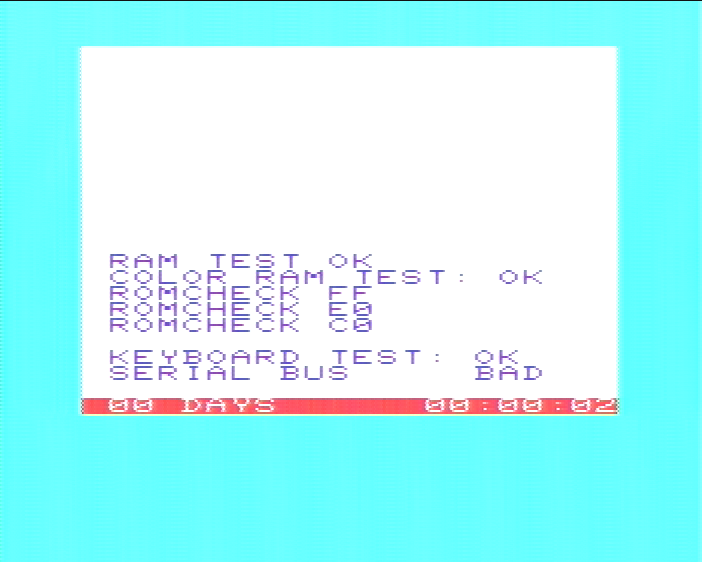 RAM TEST OK
COLOR RAM TEST: OK
ROMCHECK FF
ROMCHECK E0
ROMCHECK C0
KEYBOARD TEST: OK
SERIAL BUS BAD
00 DAYS 00:00:02